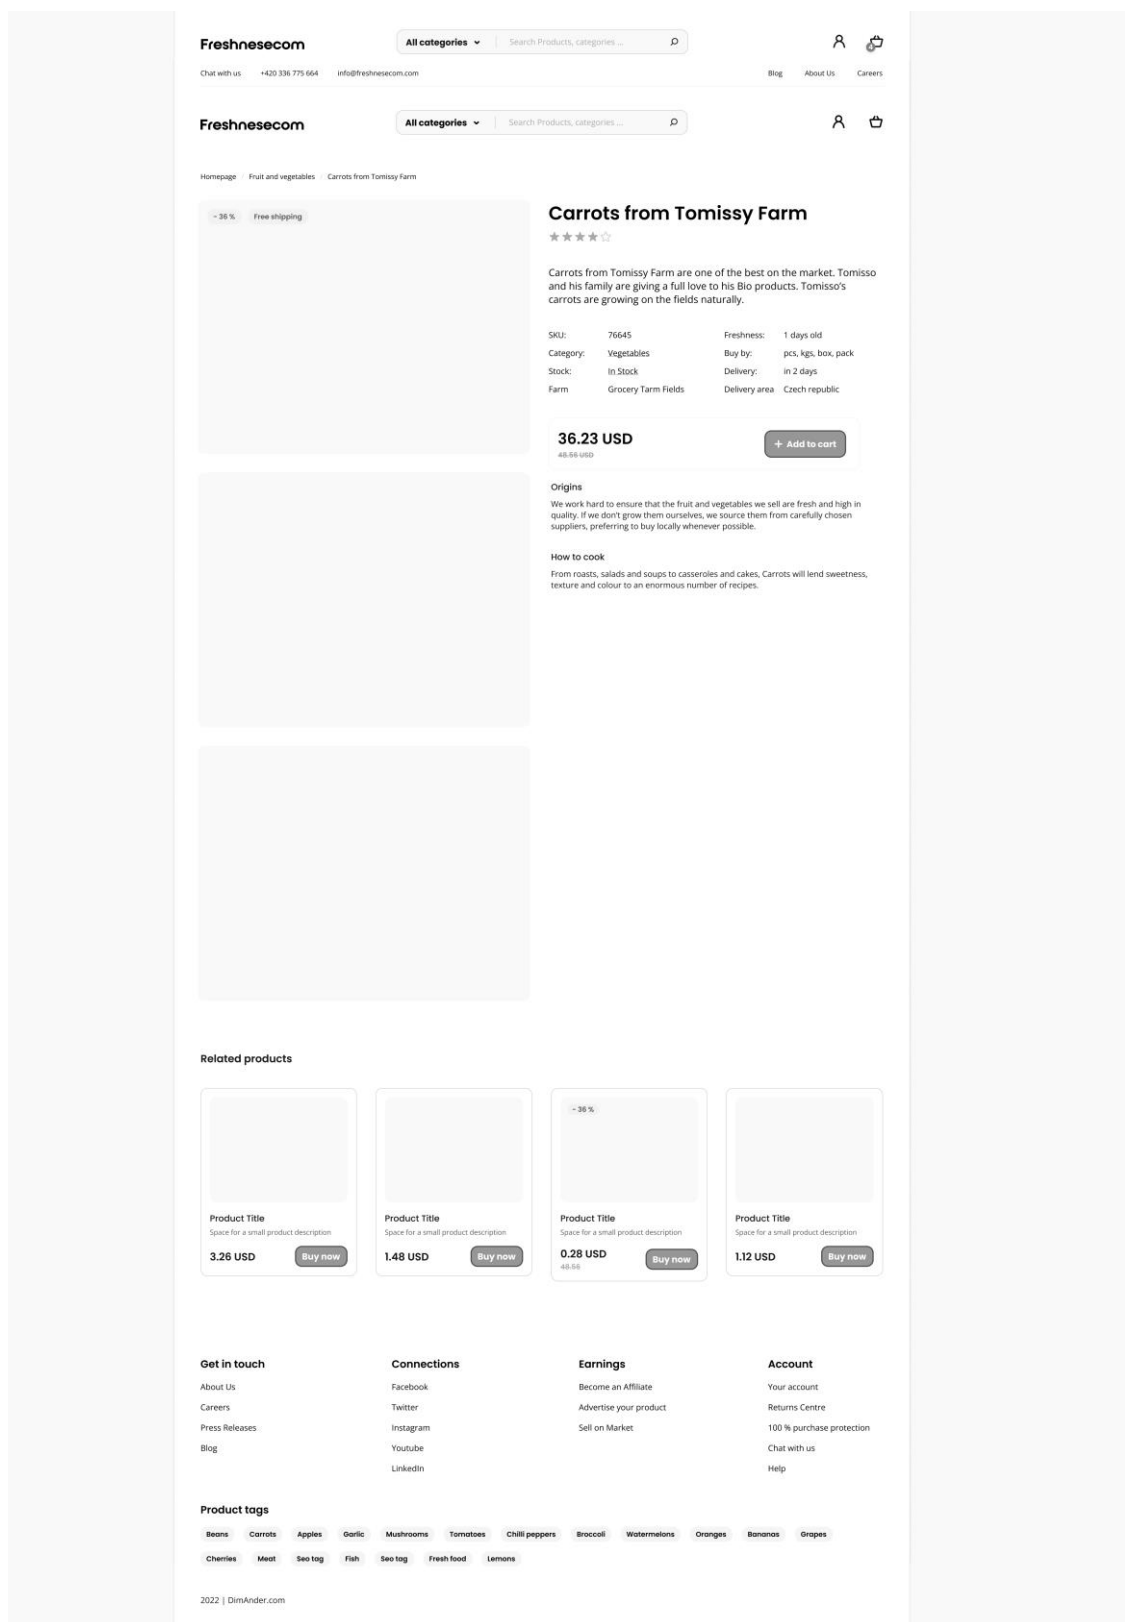 Freshnesecom
All categories
Search Products, categories ...
Chat with us +420 336 775 664 info@freshnesecom.com
Blog About Us Careers
Freshnesecom
All categories
Search Products, categories ...
Homepage / Fruit and vegetables / Carrots from Tomissy Farm
- 36 % Free shipping
Carrots from Tomissy Farm
Carrots from Tomissy Farm are one of the best on the market. Tomisso
and his family are giving a full love to his Bio products. Tomisso’s
carrots are growing on the fields naturally.
SKU: 76645 Freshness: 1 days old
Category: Vegetables Buy by: pcs, kgs, box, pack
Stock: In Stock Delivery: in 2 days
Farm Grocery Tarm Fields Delivery area Czech republic
36.23 USD
48.56 USD
+ Add to cart
Origins
We work hard to ensure that the fruit and vegetables we sell are fresh and high in
quality. If we don’t grow them ourselves, we source them from carefully chosen
suppliers, preferring to buy locally whenever possible.
How to cook
From roasts, salads and soups to casseroles and cakes, Carrots will lend sweetness,
texture and colour to an enormous number of recipes.
Related products
Product Title
Space for a small product description
3.26 USD
Buy now
Product Title
Space for a small product description
1.48 USD
Buy now
- 36 %
Product Title
Space for a small product description
0.28 USD
48.56
Buy now
Product Title
Space for a small product description
1.12 USD
Buy now
Get in touch
About Us
Careers
Press Releases
Blog
Connections
Facebook
Twitter
Instagram
Youtube
LinkedIn
Earnings
Become an Affiliate
Advertise your product
Sell on Market
Account
Your account
Returns Centre
100 % purchase protection
Chat with us
Help
Product tags
Beans Carrots Apples Garlic Mushrooms Tomatoes Chilli peppers Broccoli Watermelons Oranges Bananas Grapes
Cherries Meat Seo tag Fish Seo tag Fresh food Lemons
2022 | DimAnder.com